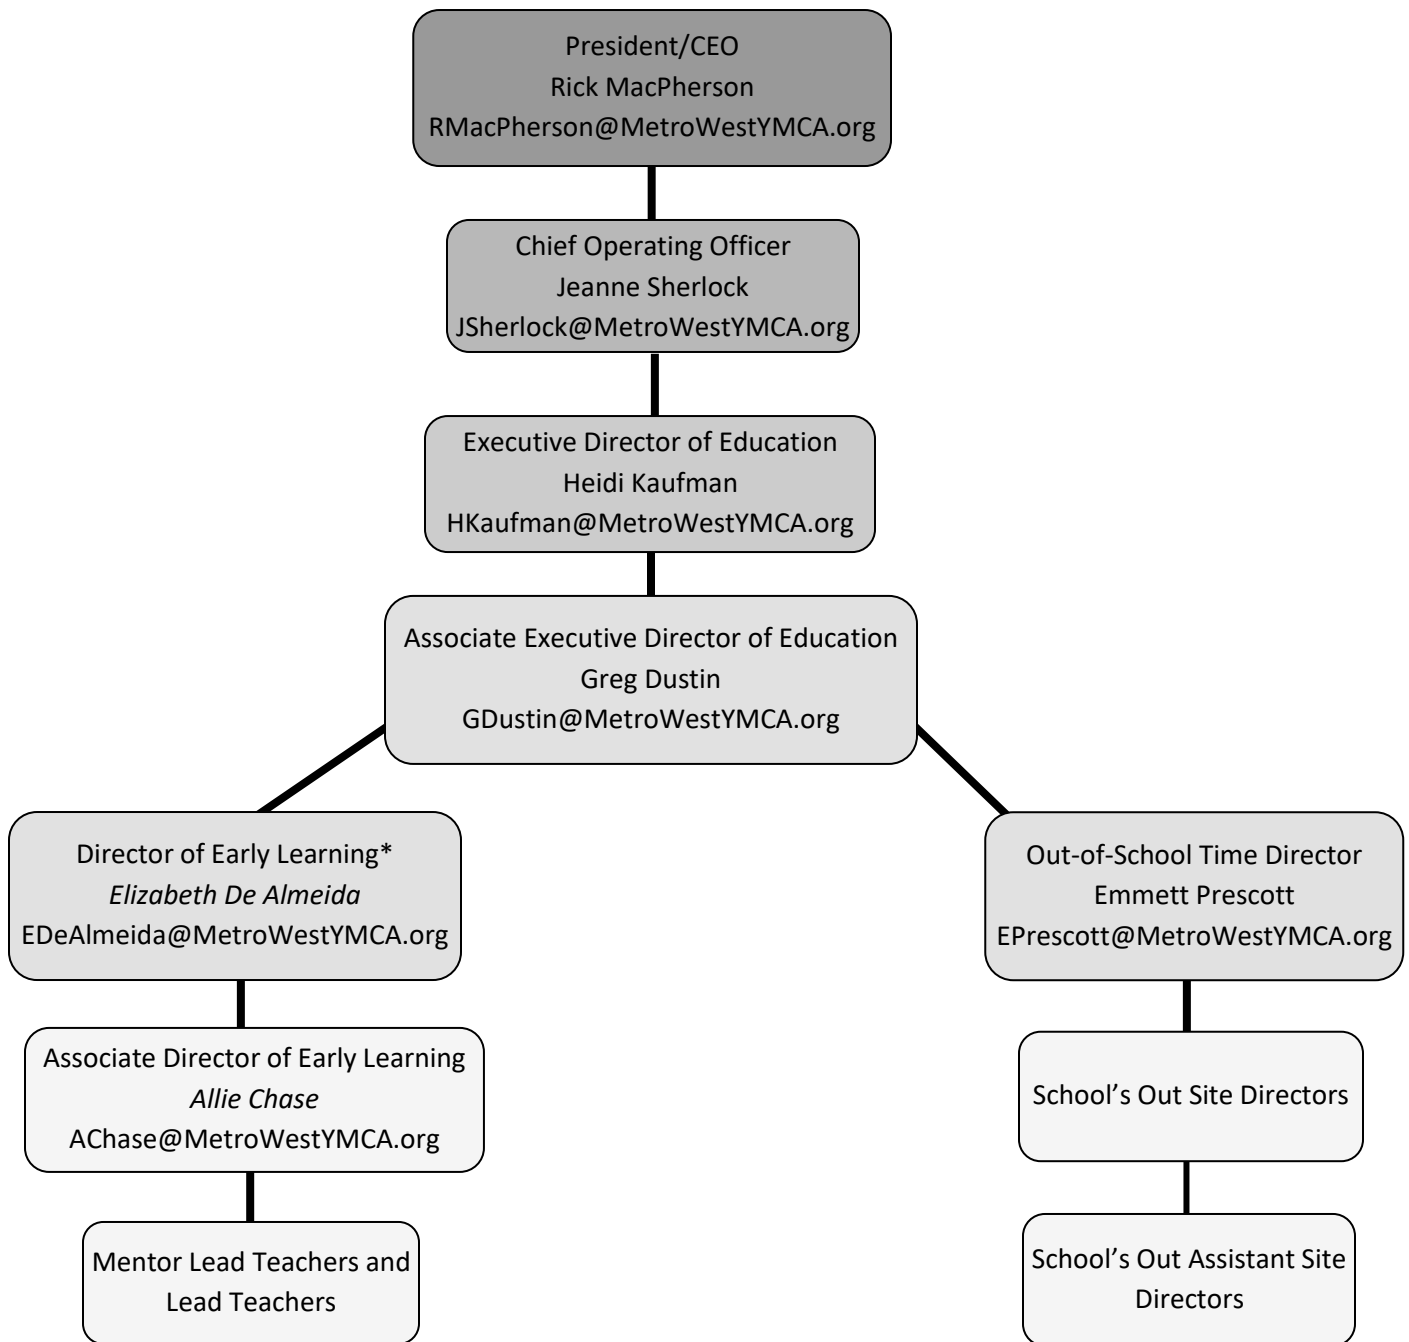 President/CEO
Rick MacPherson
RMacPherson@MetroWestYMCA.org
Chief Operating Officer
Jeanne Sherlock
JSherlock@MetroWestYMCA.org
Executive Director of Education
Heidi Kaufman
HKaufman@MetroWestYMCA.org
Associate Executive Director of Education
Greg Dustin
GDustin@MetroWestYMCA.org
Director of Early Learning*
Elizabeth De Almeida
EDeAlmeida@MetroWestYMCA.org
Associate Director of Early Learning
Allie Chase
AChase@MetroWestYMCA.org
Mentor Lead Teachers and
Lead Teachers
Out-of-School Time Director
Emmett Prescott
EPrescott@MetroWestYMCA.org
School’s Out Site Directors
School’s Out Assistant Site
Directors